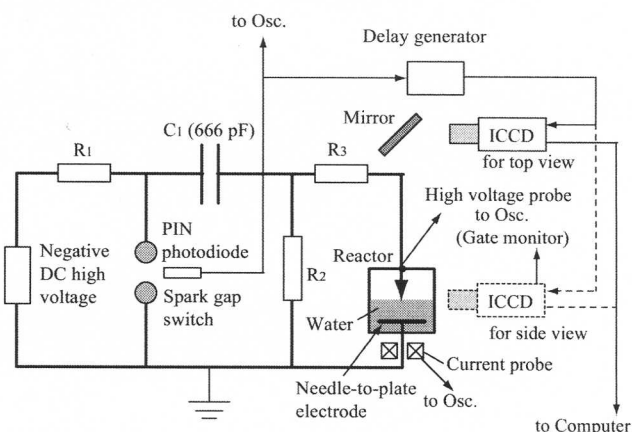 to Osc.
Delay generator
C1 (666 pF)
Mirror
ICCD
for top view
R1
R3
High voltage probe
to Osc.
(Gate monitor)
PIN
photodiode
Reactor
Negative
DC high
voltage
R2
Spark gap
switch
Water
ICCD
for side view
Current probe
Needle-to-plate
electrode
to Osc.
to Computer